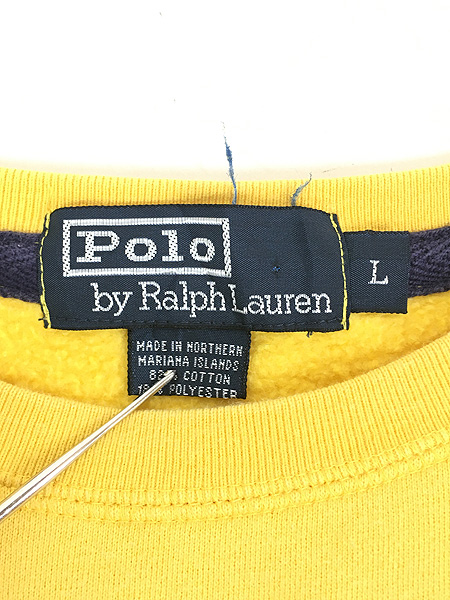 Polo
by Ralph Lauren
L
MADE IN NORTHERN
MARIANA ISLANDS
COTTON
POLYESTER